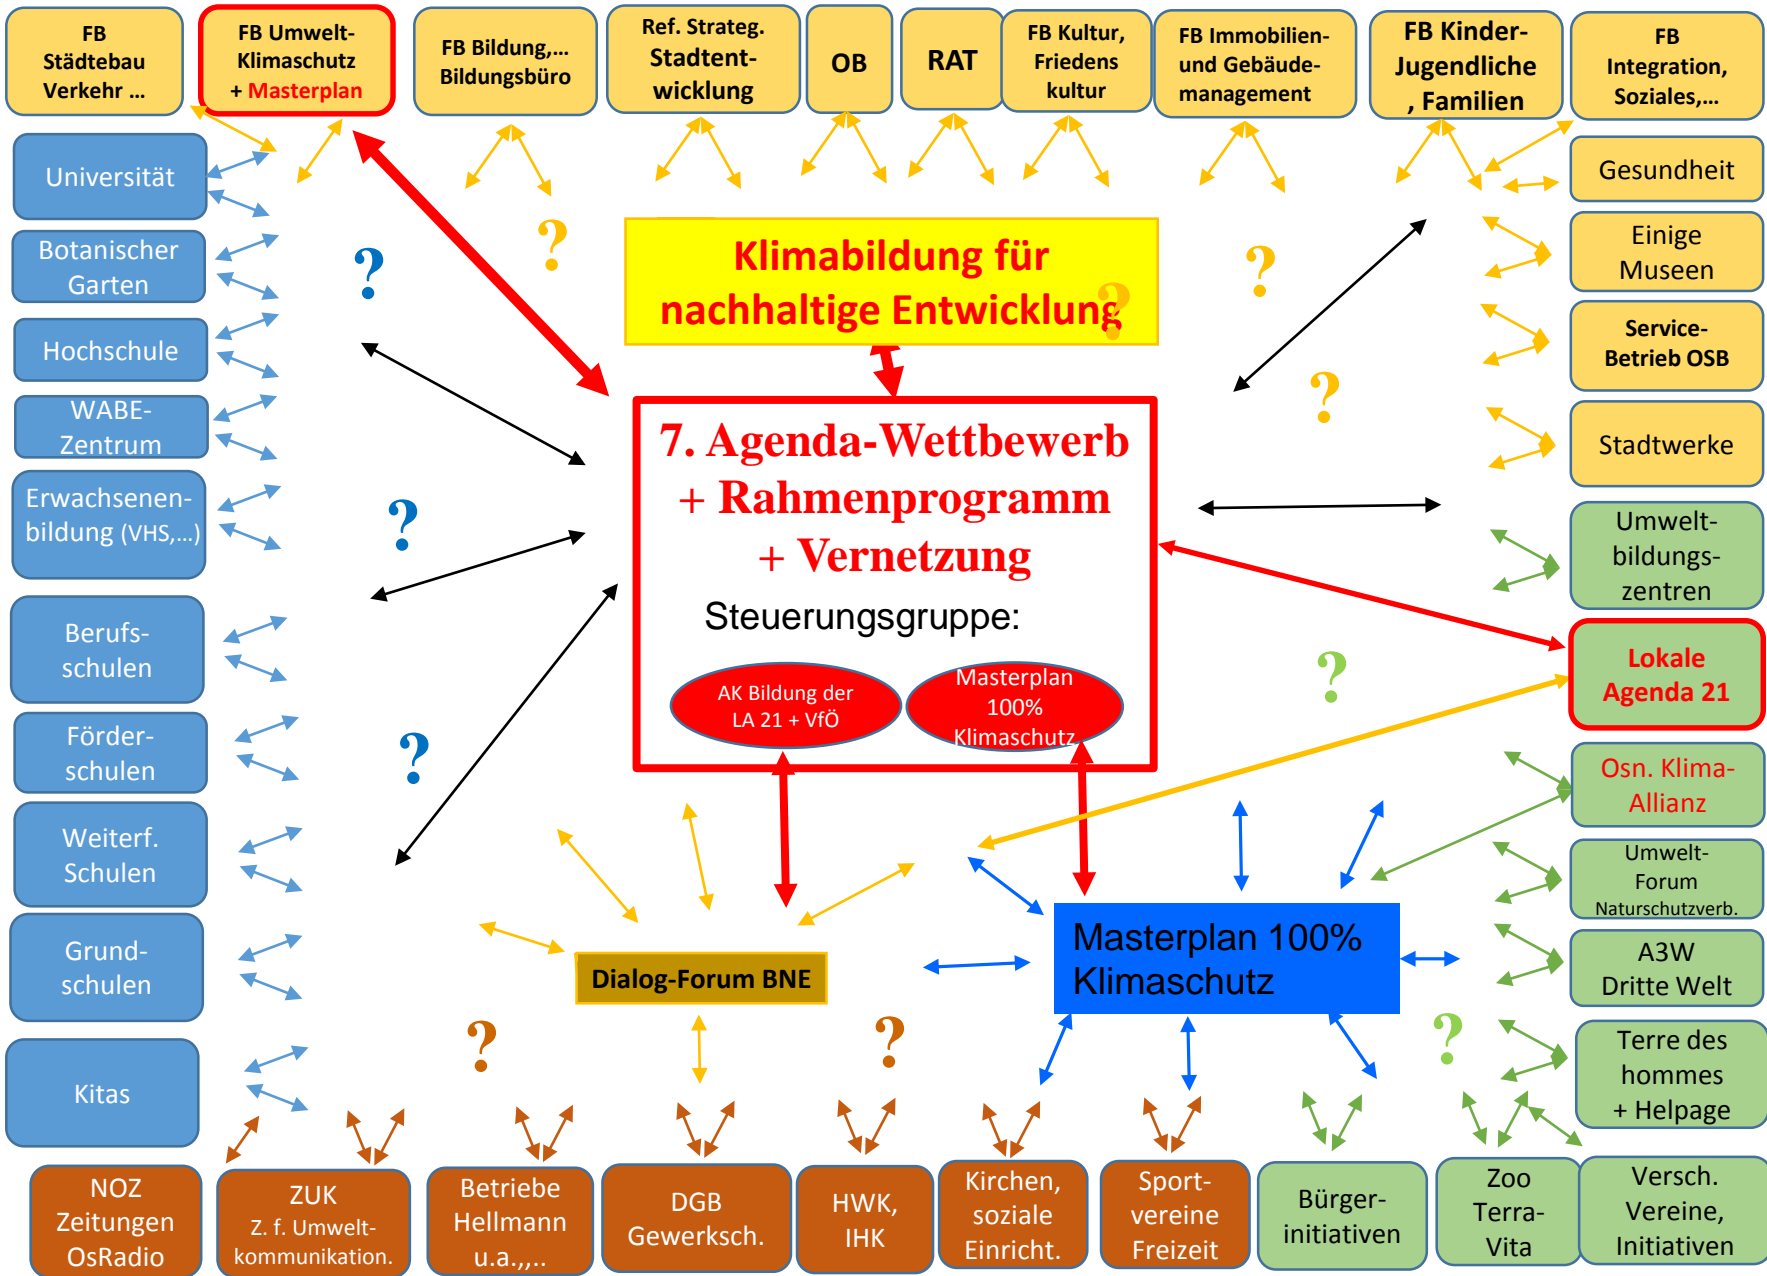 FB
Städtebau
Verkehr ...
FB Umwelt-
Klimaschutz
+ Masterplan
FB Bildung,...
Bildungsbüro
Ref. Strateg.
Stadtent-
wicklung
OB
RAT
FB Kultur,
Friedens
kultur
FB Immobilien-
und Gebäude-
management
FB Kinder-
Jugendliche
, Familien
FB
Integration,
Soziales,...
Universität
Botanischer
Garten
Hochschule
WABE-
Zentrum
Erwachsenen-
bildung (VHS,...)
Berufs-
schulen
Förder-
schulen
Weiterf.
Schulen
Grund-
schulen
Kitas
?
?
?
?
?
?
?
Klimabildung für
nachhaltige Entwicklung
?
7. Agenda-Wettbewerb
+ Rahmenprogramm
+ Vernetzung
Steuerungsgruppe:
AK Bildung der
LA 21 + VfÖ
Masterplan
100%
Klimaschutz
Dialog-Forum BNE
Masterplan 100%
Klimaschutz
?
?
?
Gesundheit
Einige
Museen
Service-
Betrieb OSB
Stadtwerke
Umwelt-
bildungs-
zentren
Lokale
Agenda 21
Osn. Klima-
Allianz
Umwelt-
Forum
Naturschutzverb.
A3W
Dritte Welt
Terre des
hommes
+ Helpage
NOZ
Zeitungen
OsRadio
ZUK
Z. f. Umwelt-
kommunikation.
Betriebe
Hellmann
u.a.,,..
DGB
Gewerksch.
HWK,
IHK
Kirchen,
soziale
Einricht.
Sport-
vereine
Freizeit
Bürger-
initiativen
Zoo
Terra-
Vita
Versch.
Vereine,
Initiativen